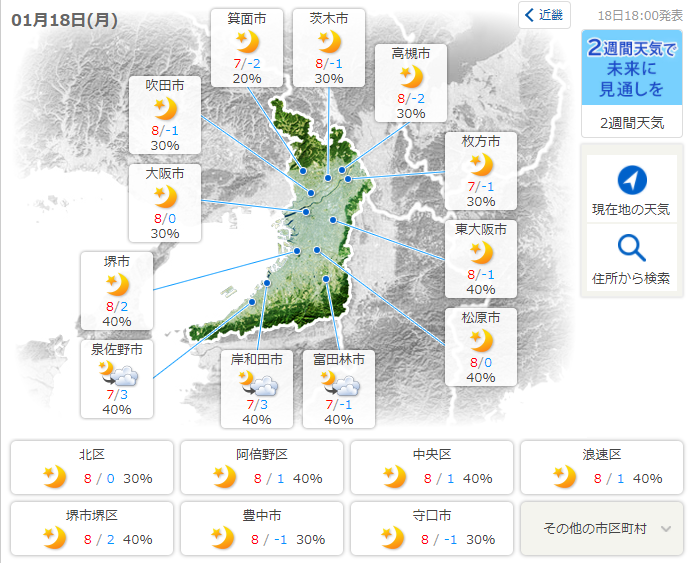 01月18日(月)
近畿
18日18:00発表
箕面市
7/-2
20%
茨木市
8/-1
30%
高槻市
8/-2
30%
吹田市
8/-1
30%
枚方市
7/-1
30%
大阪市
8/0
30%
東大阪市
8/-1
40%
堺市
8/2
40%
松原市
8/0
40%
泉佐野市
7/3
40%
岸和田市
7/3
40%
富田林市
7/-1
40%
2週間天気で
未来に
見通しを
2週間天気
現在地の天気
住所から検索
北区
8 / 0 30%
阿倍野区
8 / 1 40%
中央区
8 / 1 40%
浪速区
8 / 1 40%
堺市堺区
8 / 2 40%
豊中市
8 / -1 30%
守口市
8 / -1 30%
その他の市区町村